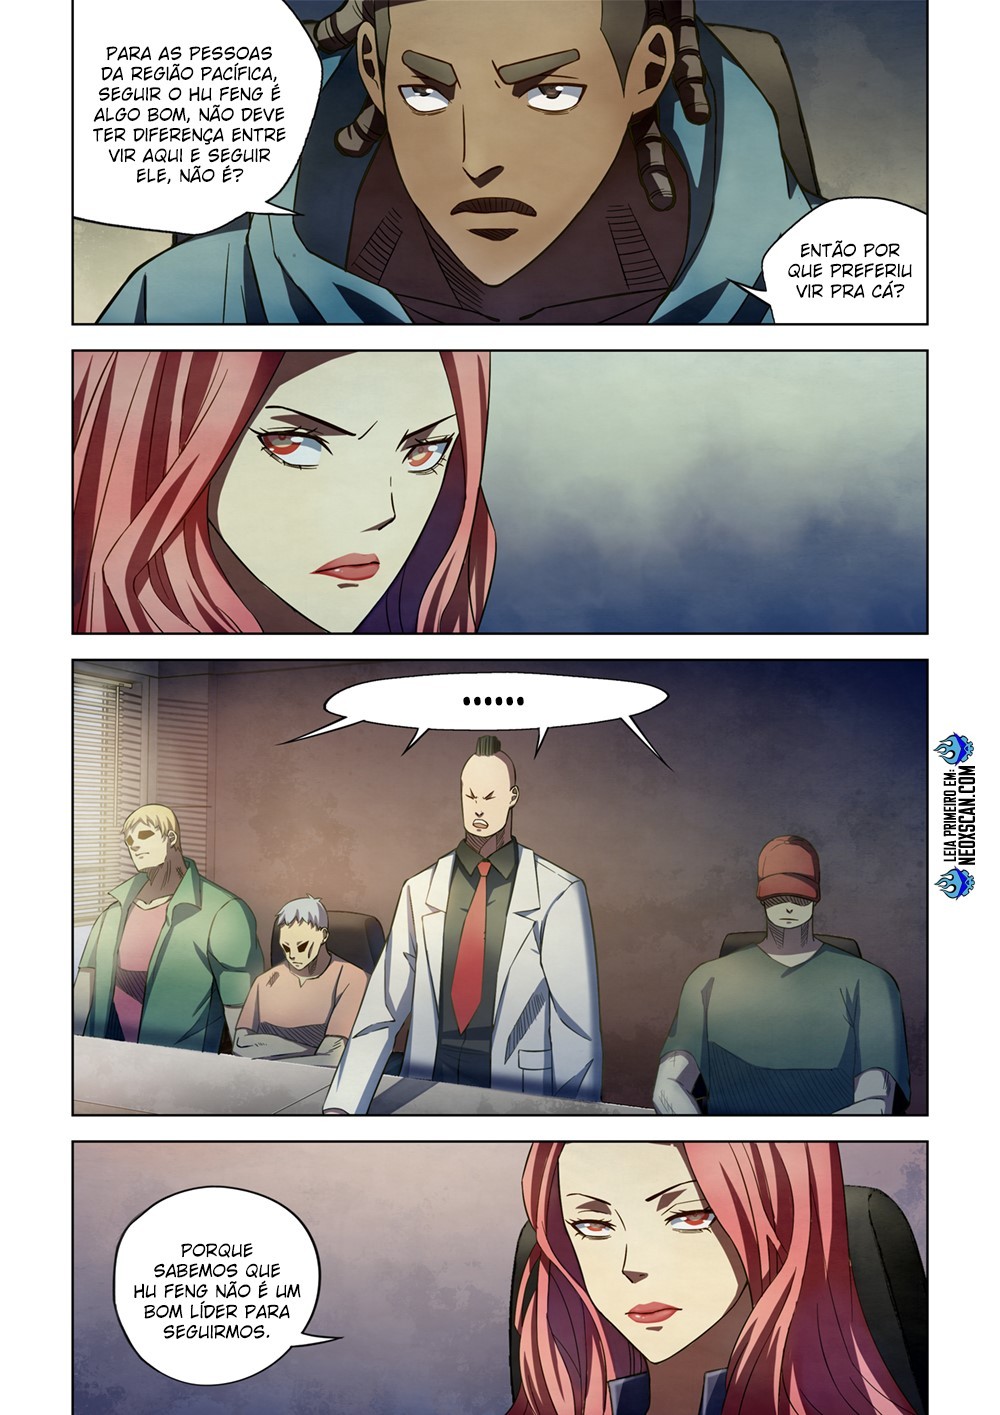 PARA AS PESSOAS
DA REGIÃO PACÍFICA,
SEGUIR O HU FENG É
ALGO BOM, NÃO DEVE
TER DIFERENÇA ENTRE
VIR AQUI E SEGUIR
ELE, NÃO É?
ENTÃO POR
QUE PREFERIU
VIR PRA CÁ?
••••••
LEIA PRIMEIRO EM:
NEOXSCAN.COM
PORQUE
SABEMOS QUE
HU FENG NÃO É UM
BOM LÍDER PARA
SEGUIRMOS.